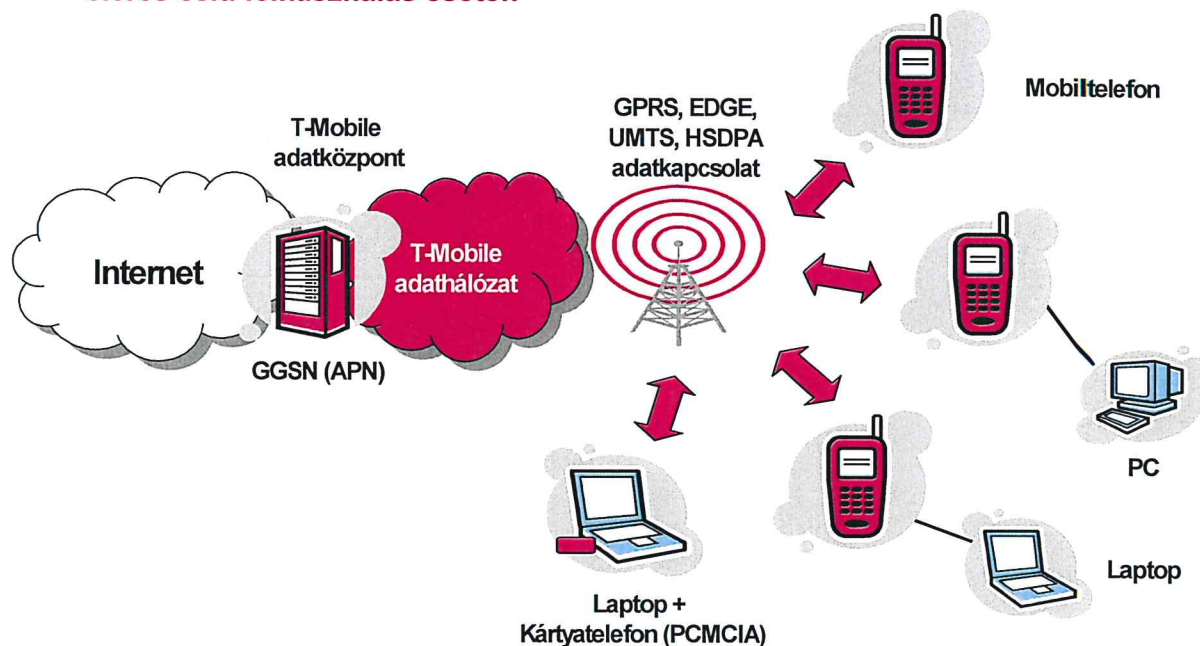 T-Mobile
adatközpont
GPRS, EDGE,
UMTS, HSDPA
adatkapcsolat
Mobiltelefon
Internet
T-Mobile
adathálózat
GGSN (APN)
PC
Laptop
Laptop +
Kártyatelefon (PCMCIA)